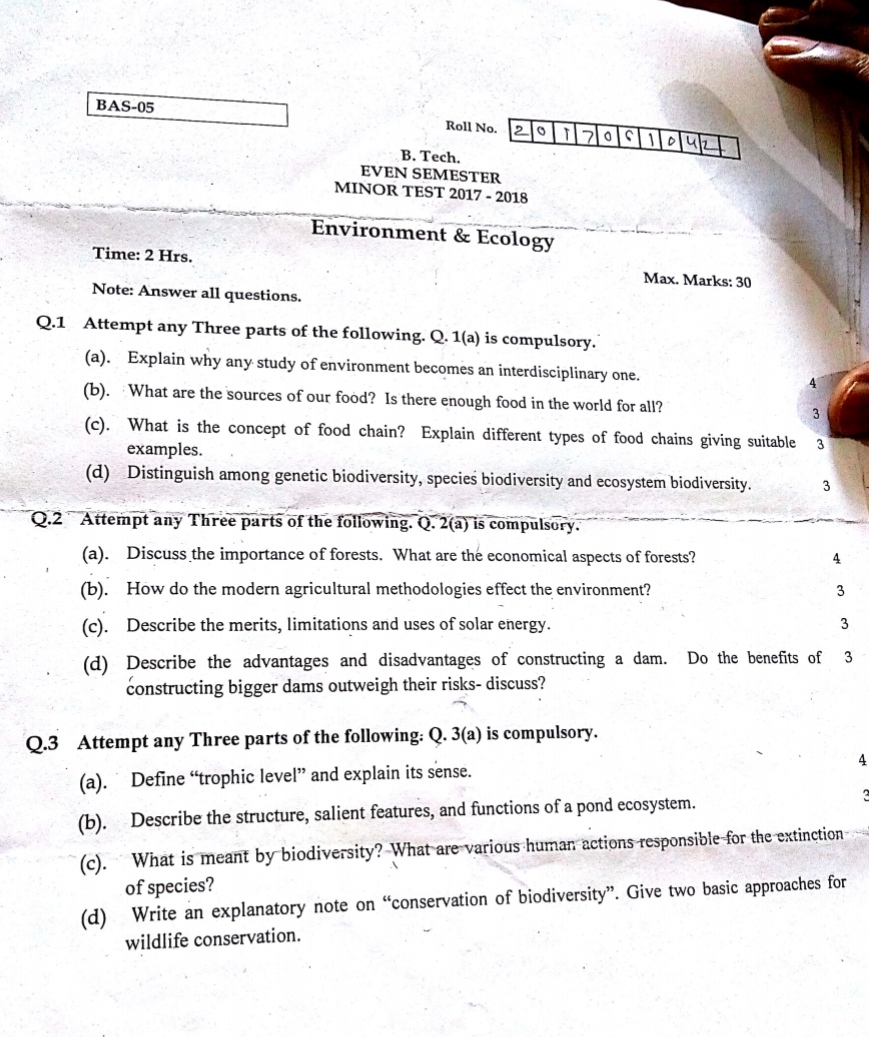 BAS-05
Roll No. 2017051042
B. Tech.
EVEN SEMESTER
MINOR TEST 2017 - 2018
Environment & Ecology
Time: 2 Hrs.
Max. Marks: 30
Note: Answer all questions.
Q.1 Attempt any Three parts of the following. Q. 1(a) is compulsory.
(a). Explain why any study of environment becomes an interdisciplinary one. 4
(b). What are the sources of our food? Is there enough food in the world for all? 3
(c). What is the concept of food chain? Explain different types of food chains giving suitable 3
examples.
(d) Distinguish among genetic biodiversity, species biodiversity and ecosystem biodiversity. 3
Q.2 Attempt any Three parts of the following. Q. 2(a) is compulsory.
(a). Discuss the importance of forests. What are the economical aspects of forests? 4
(b). How do the modern agricultural methodologies effect the environment? 3
(c). Describe the merits, limitations and uses of solar energy. 3
(d) Describe the advantages and disadvantages of constructing a dam. Do the benefits of 3
constructing bigger dams outweigh their risks- discuss?
Q.3 Attempt any Three parts of the following: Q. 3(a) is compulsory.
(a). Define “trophic level” and explain its sense. 4
(b). Describe the structure, salient features, and functions of a pond ecosystem. 3
(c). What is meant by biodiversity? What are various human actions responsible for the extinction
of species?
(d) Write an explanatory note on “conservation of biodiversity”. Give two basic approaches for
wildlife conservation.